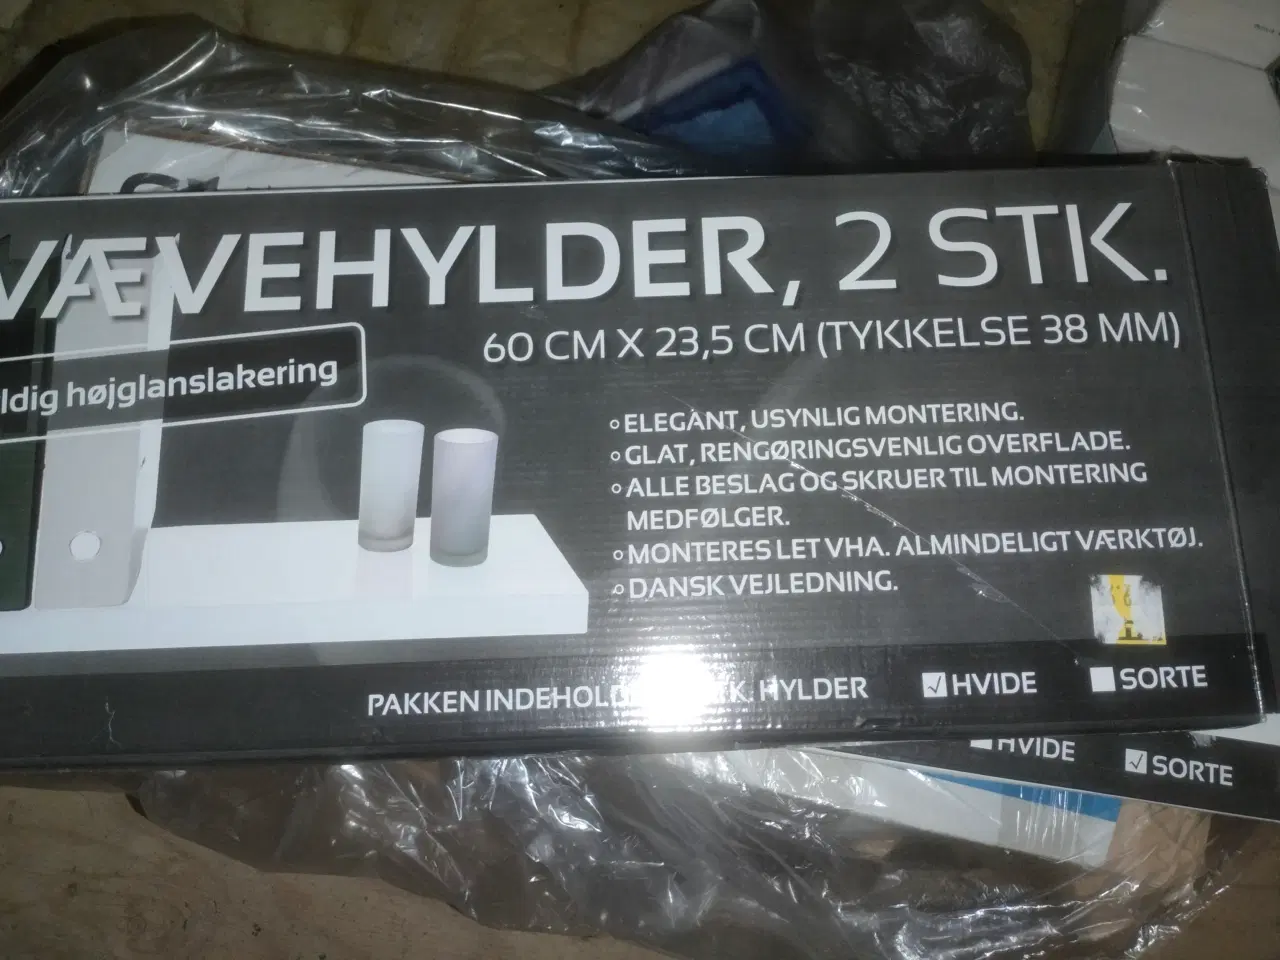 VÆVEHYLDER, 2 STK.
60 CM X 23,5 CM (TYKKELSE 38 MM)
ldig højglanslakering
ELEGANT, USYNLIG MONTERING.
GLAT, RENGØRINGSVENLIG OVERFLADE.
ALLE BESLAG OG SKRUER TIL MONTERING
MEDFØLGER.
MONTERES LET VHA. ALMINDELIGT VÆRKTØJ.
DANSK VEJLEDNING.
PAKKEN INDEHOLD K. HYLDER HVIDE SORTE
HVIDE SORTE